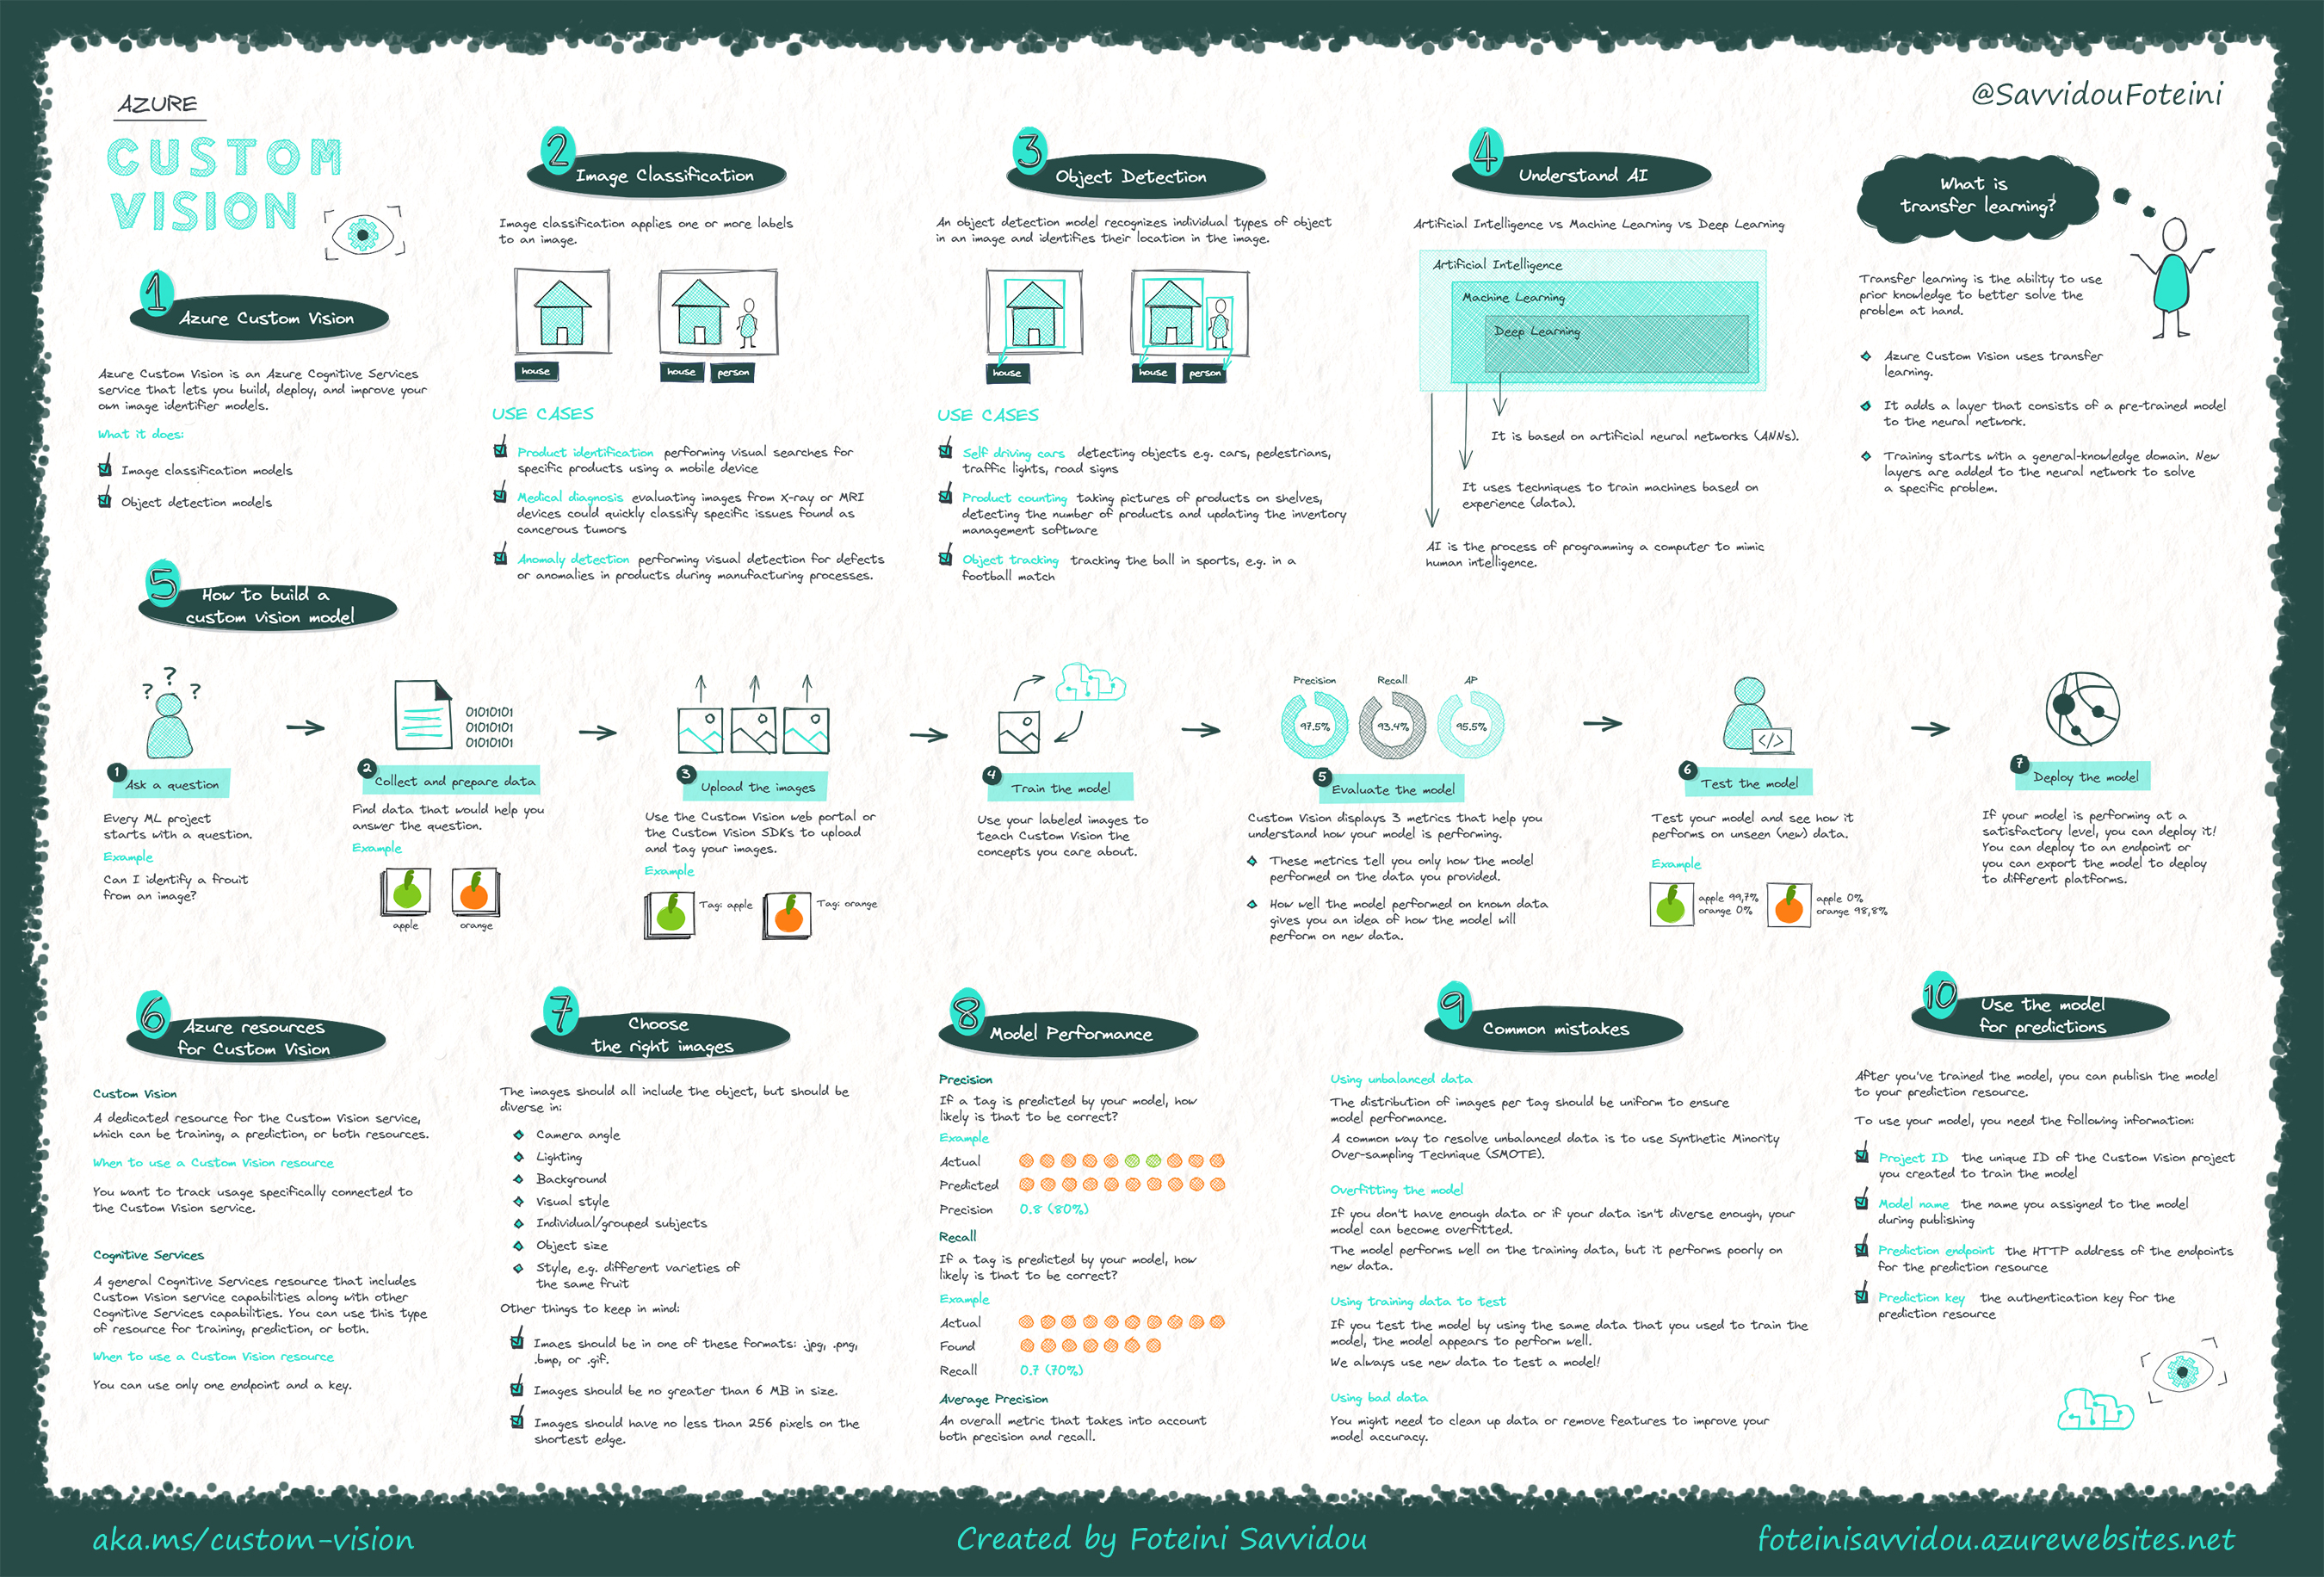 AZURE
CUSTOM
VISION
@SavvidouFoteini
1
Azure Custom Vision
Azure Custom Vision is an Azure Cognitive Services
service that lets you build, deploy, and improve your
own image identifier models.
What it does:
Image classification models
Object detection models
2
Image Classification
Image classification applies one or more labels
to an image.
house
house person
USE CASES
Product identification performing visual searches for
specific products using a mobile device
Medical diagnosis evaluating images from X-ray or MRI
devices could quickly classify specific issues found as
cancerous tumors
Anomaly detection performing visual detection for defects
or anomalies in products during manufacturing processes.
3
Object Detection
An object detection model recognizes individual types of object
in an image and identifies their location in the image.
house
house person
USE CASES
Self driving cars detecting objects e.g. cars, pedestrians,
traffic lights, road signs
Product counting taking pictures of products on shelves,
detecting the number of products and updating the inventory
management software
Object tracking tracking the ball in sports, e.g. in a
football match
4
Understand AI
Artificial Intelligence vs Machine Learning vs Deep Learning
Artificial Intelligence
Machine Learning
Deep Learning
It is based on artificial neural networks (ANNs).
It uses techniques to train machines based on
experience (data).
AI is the process of programming a computer to mimic
human intelligence.
What is
transfer learning?
Transfer learning is the ability to use
prior knowledge to better solve the
problem at hand.
Azure Custom Vision uses transfer
learning.
It adds a layer that consists of a pre-trained model
to the neural network.
Training starts with a general-knowledge domain. New
layers are added to the neural network to solve
a specific problem.
5
How to build a
custom vision model
? ? ?
1
Ask a question
Every ML project
starts with a question.
Example
Can I identify a fruuit
from an image?
01010101
01010101
01010101
2
Collect and prepare data
Find data that would help you
answer the question.
Example
apple
orange
3
Upload the images
Use the Custom Vision web portal or
the Custom Vision SDKs to upload
and tag your images.
Example
Tag: apple
Tag: orange
4
Train the model
Use your labeled images to
teach Custom Vision the
concepts you care about.
Precision Recall AP
97.5% 93.4% 95.5%
5
Evaluate the model
Custom Vision displays 3 metrics that help you
understand how your model is performing.
These metrics tell you only how the model
performed on the data you provided.
How well the model performed on known data
gives you an idea of how the model will
perform on new data.
</>
6
Test the model
Test your model and see how it
performs on unseen (new) data.
Example
apple 99,7%
orange 0%
apple 0%
orange 98,8%
7
Deploy the model
If your model is performing at a
satisfactory level, you can deploy it!
You can deploy to an endpoint or
you can export the model to deploy
to different platforms.
6
Azure resources
for Custom Vision
Custom Vision
A dedicated resource for the Custom Vision service,
which can be training, a prediction, or both resources.
When to use a Custom Vision resource
You want to track usage specifically connected to
the Custom Vision service.
Cognitive Services
A general Cognitive Services resource that includes
Custom Vision service capabilities along with other
Cognitive Services capabilities. You can use this type
of resource for training, prediction, or both.
When to use a Custom Vision resource
You can use only one endpoint and a key.
7
Choose
the right images
The images should all include the object, but should be
diverse in:
Camera angle
Lighting
Background
Visual style
Individual/grouped subjects
Object size
Style, e.g. different varieties of
the same fruit
Other things to keep in mind:
Imaes should be in one of these formats: .jpg, .png,
.bmp, or .gif.
Images should be no greater than 6 MB in size.
Images should have no less than 256 pixels on the
shortest edge.
8
Model Performance
Precision
If a tag is predicted by your model, how
likely is that to be correct?
Example
Actual
Predicted
Precision 0.8 (80%)
Recall
If a tag is predicted by your model, how
likely is that to be correct?
Example
Actual
Found
Recall 0.7 (70%)
Average Precision
An overall metric that takes into account
both precision and recall.
9
Common mistakes
Using unbalanced data
The distribution of images per tag should be uniform to ensure
model performance.
A common way to resolve unbalanced data is to use Synthetic Minority
Over-sampling Technique (SMOTE).
Overfitting the model
If you don't have enough data or if your data isn't diverse enough, your
model can become overfitted.
The model performs well on the training data, but it performs poorly on
new data.
Using training data to test
If you test the model by using the same data that you used to train the
model, the model appears to perform well.
We always use new data to test a model!
Using bad data
You might need to clean up data or remove features to improve your
model accuracy.
10
Use the model
for predictions
After you've trained the model, you can publish the model
to your prediction resource.
To use your model, you need the following information:
Project ID the unique ID of the Custom Vision project
you created to train the model
Model name the name you assigned to the model
during publishing
Prediction endpoint the HTTP address of the endpoints
for the prediction resource
Prediction key the authentication key for the
prediction resource
aka.ms/custom-vision
Created by Foteini Savvidou
foteinisavvidou.azurewebsites.net